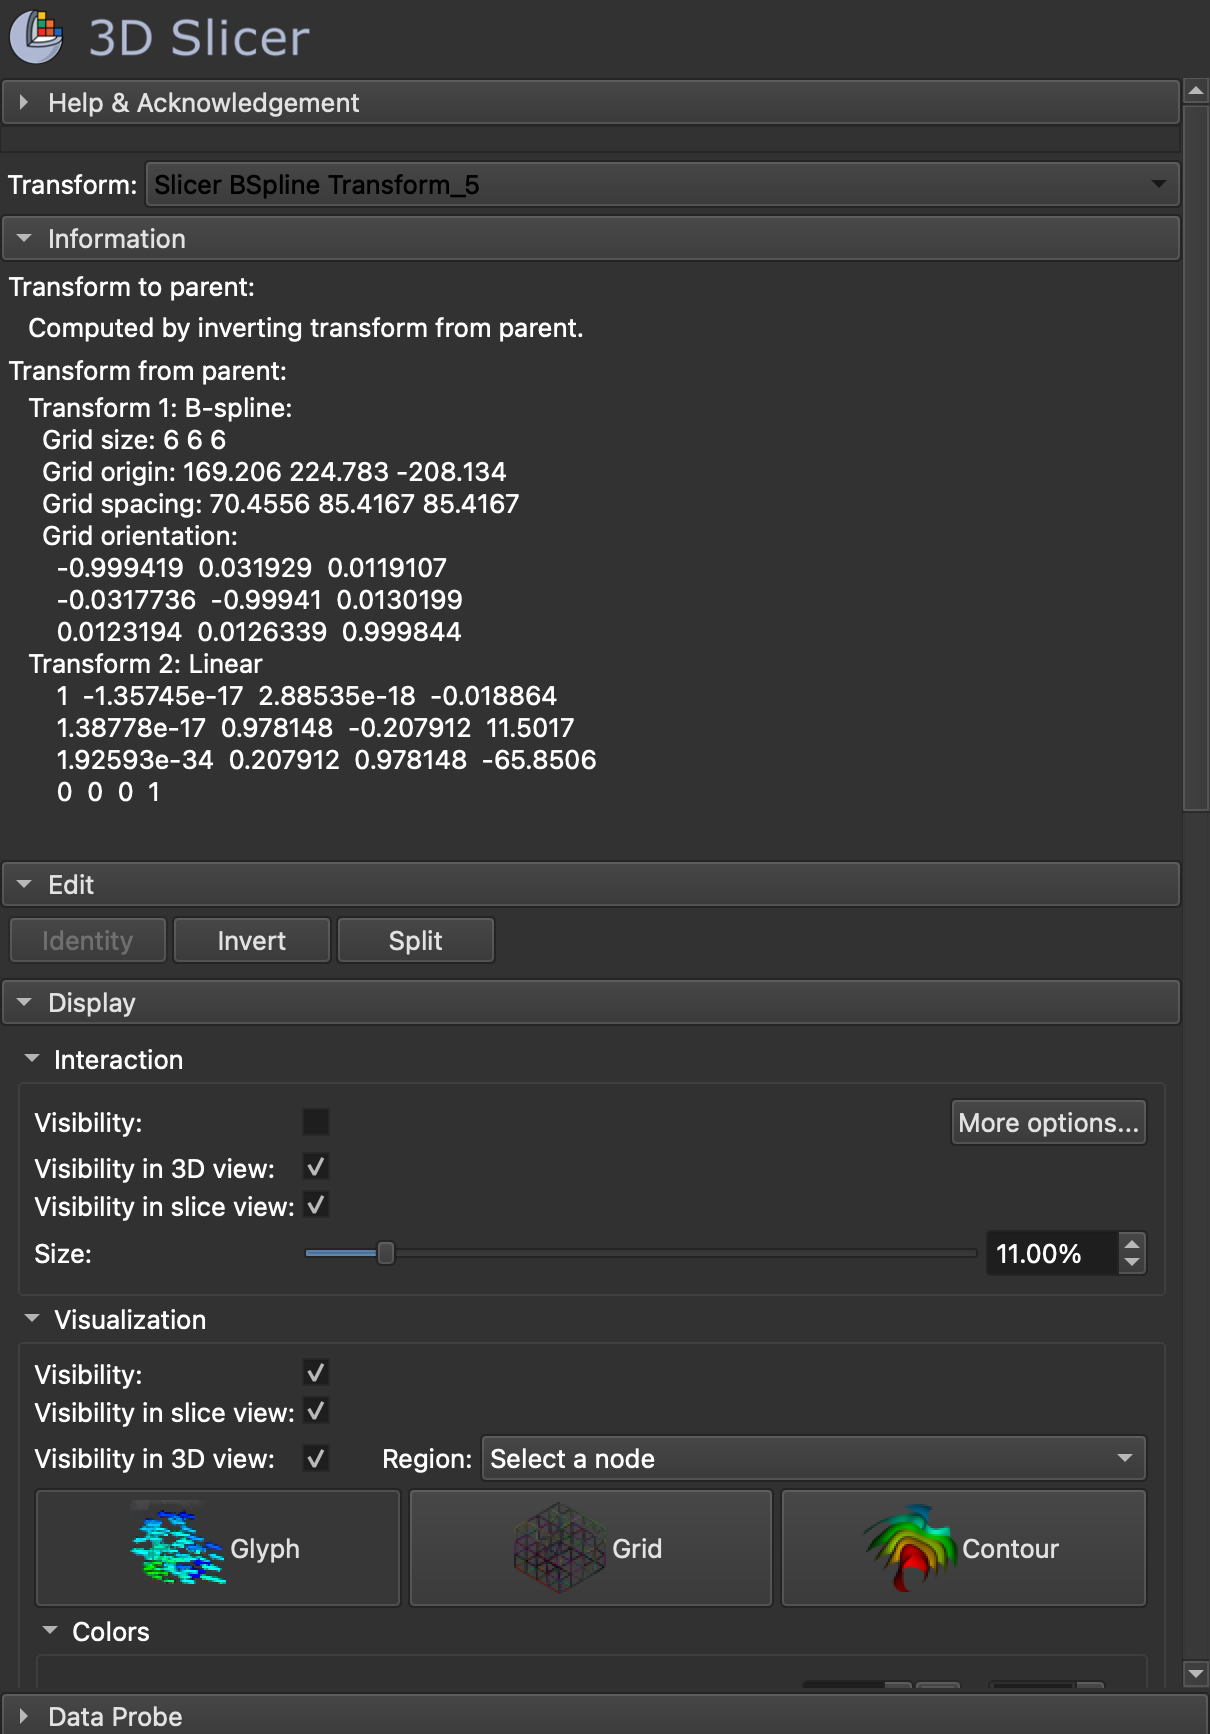 3D Slicer
Help & Acknowledgement
Transform: Slicer BSpline Transform_5
Information
Transform to parent:
Computed by inverting transform from parent.
Transform from parent:
Transform 1: B-spline:
Grid size: 6 6 6
Grid origin: 169.206 224.783 -208.134
Grid spacing: 70.4556 85.4167 85.4167
Grid orientation:
-0.999419 0.031929 0.0119107
-0.0317736 -0.99941 0.0130199
0.0123194 0.0126339 0.999844
Transform 2: Linear
1 -1.35745e-17 2.88535e-18 -0.018864
1.38778e-17 0.978148 -0.207912 11.5017
1.92593e-34 0.207912 0.978148 -65.8506
0 0 0 1
Edit
Identity Invert Split
Display
Interaction
Visibility: More options...
Visibility in 3D view:
Visibility in slice view:
Size: 11.00%
Visualization
Visibility:
Visibility in slice view:
Visibility in 3D view: Region: Select a node
Glyph Grid Contour
Colors
Data Probe